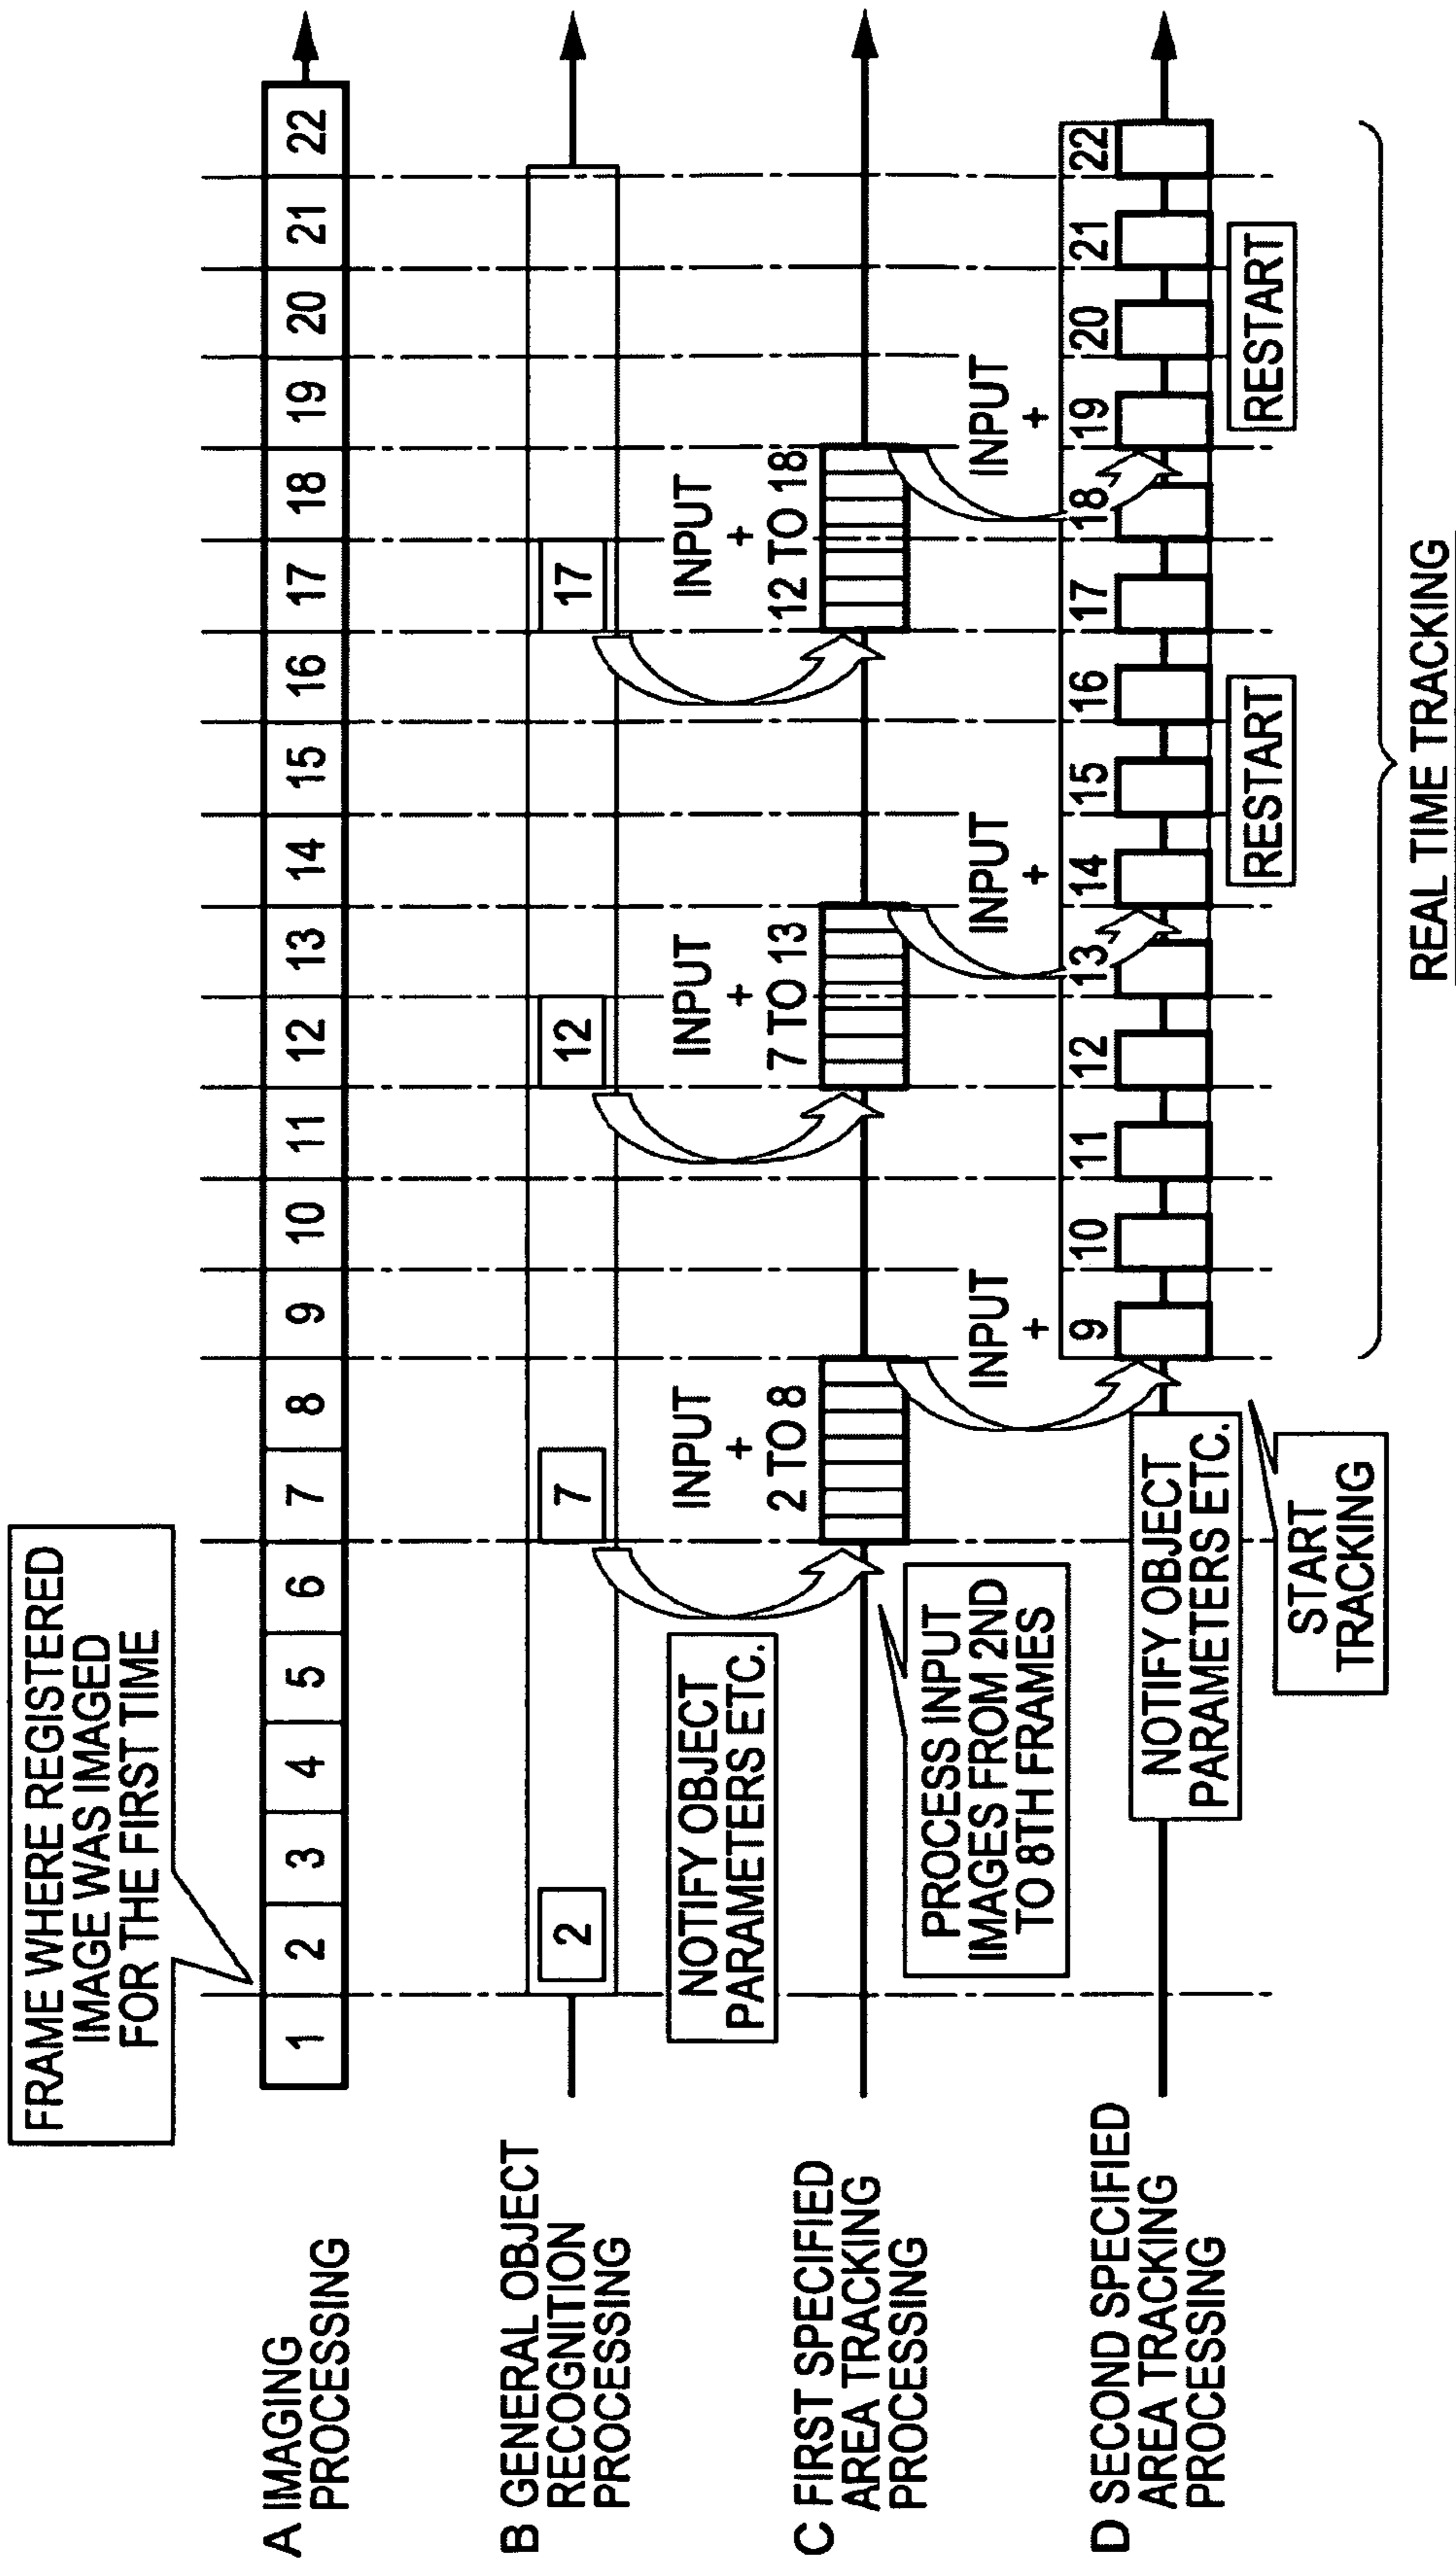 FRAME WHERE REGISTERED
IMAGE WAS IMAGED
FOR THE FIRST TIME
A IMAGING
PROCESSING
1 2 3 4 5 6 7 8 9 10 11 12 13 14 15 16 17 18 19 20 21 22
B GENERAL OBJECT
RECOGNITION
PROCESSING
2 7 12 17
NOTIFY OBJECT
PARAMETERS ETC.
INPUT
+
2 TO 8
INPUT
+
7 TO 13
INPUT
+
12 TO 18
C FIRST SPECIFIED
AREA TRACKING
PROCESSING
PROCESS INPUT
IMAGES FROM 2ND
TO 8TH FRAMES
INPUT
+
INPUT
+
INPUT
+
9 10 11 12 13 14 15 16 17 18 19 20 21 22
D SECOND SPECIFIED
AREA TRACKING
PROCESSING
NOTIFY OBJECT
PARAMETERS ETC.
START
TRACKING
RESTART
RESTART
REAL TIME TRACKING